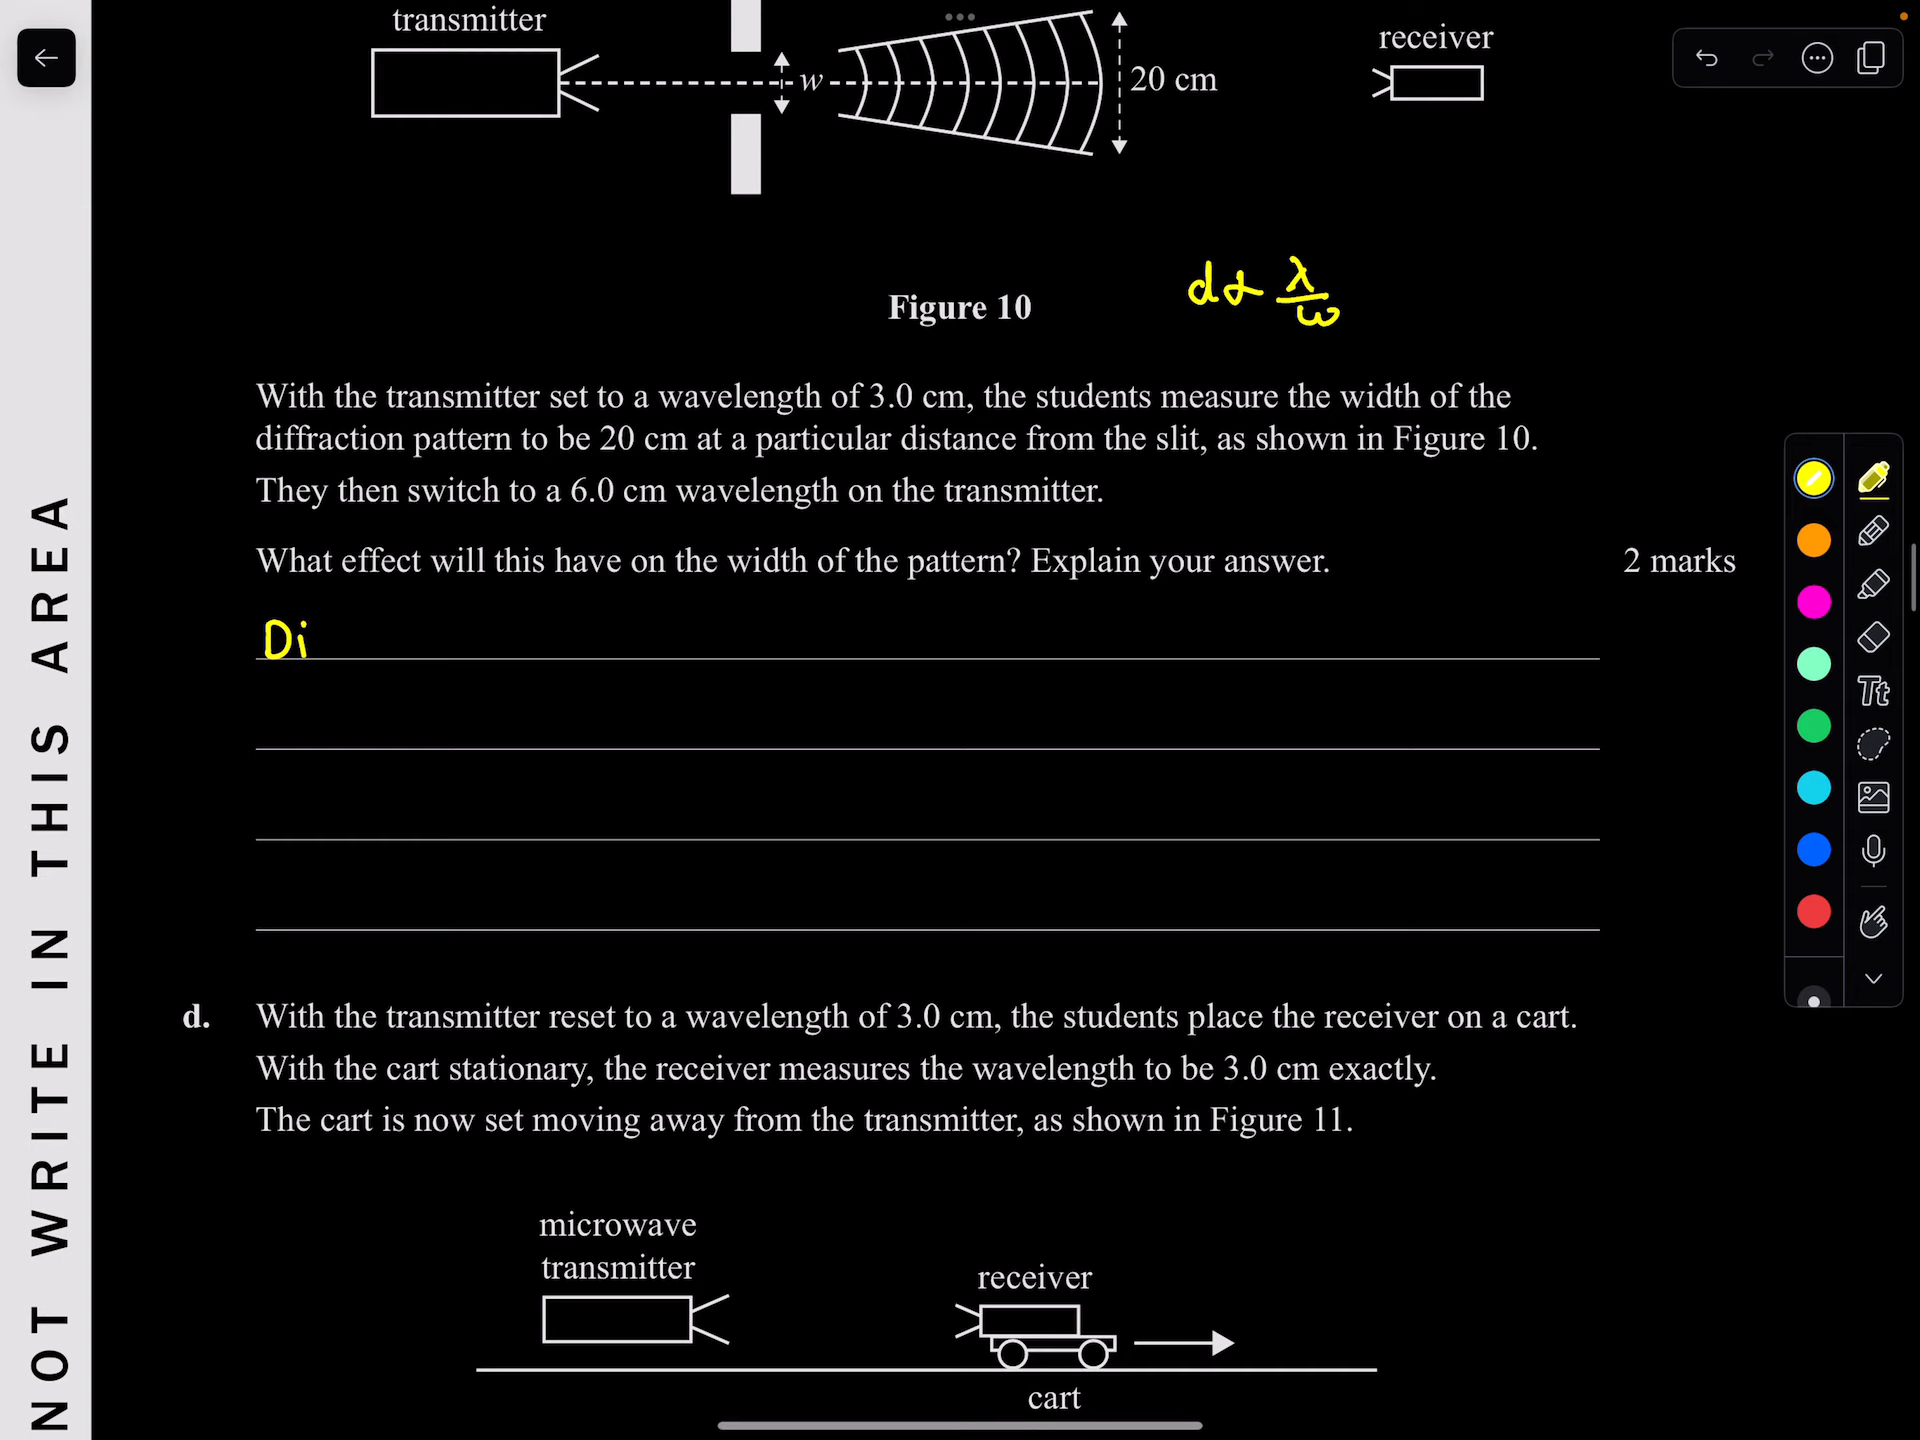 transmitter
receiver
w
20 cm
d α λ/ω
Figure 10
With the transmitter set to a wavelength of 3.0 cm, the students measure the width of the
diffraction pattern to be 20 cm at a particular distance from the slit, as shown in Figure 10.
They then switch to a 6.0 cm wavelength on the transmitter.
What effect will this have on the width of the pattern? Explain your answer. 2 marks
Di
d. With the transmitter reset to a wavelength of 3.0 cm, the students place the receiver on a cart.
With the cart stationary, the receiver measures the wavelength to be 3.0 cm exactly.
The cart is now set moving away from the transmitter, as shown in Figure 11.
microwave
transmitter
receiver
cart
NOT WRITE IN THIS AREA
Tt